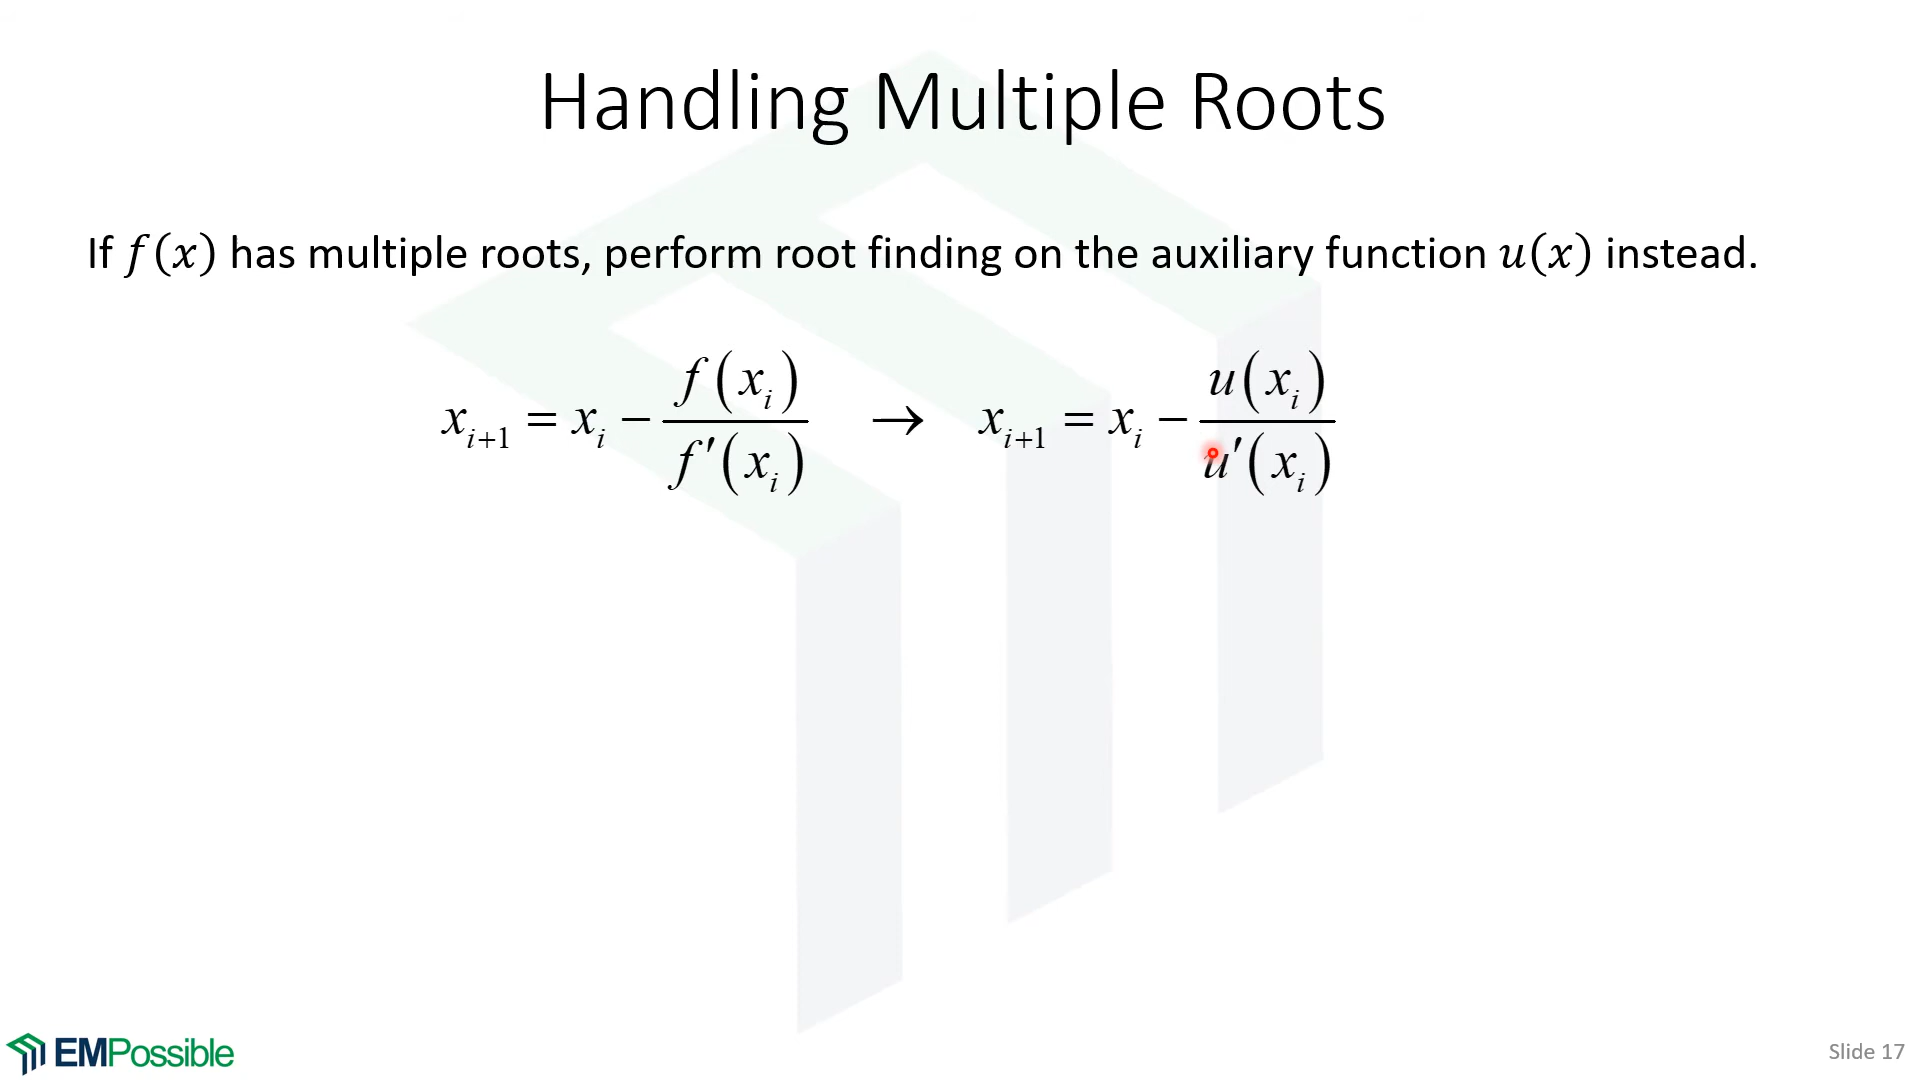 Handling Multiple Roots
If f(x) has multiple roots, perform root finding on the auxiliary function u(x) instead.
x_{i+1} = x_i − f(x_i) / f′(x_i) → x_{i+1} = x_i − u(x_i) / u′(x_i)
EMPossible
Slide 17